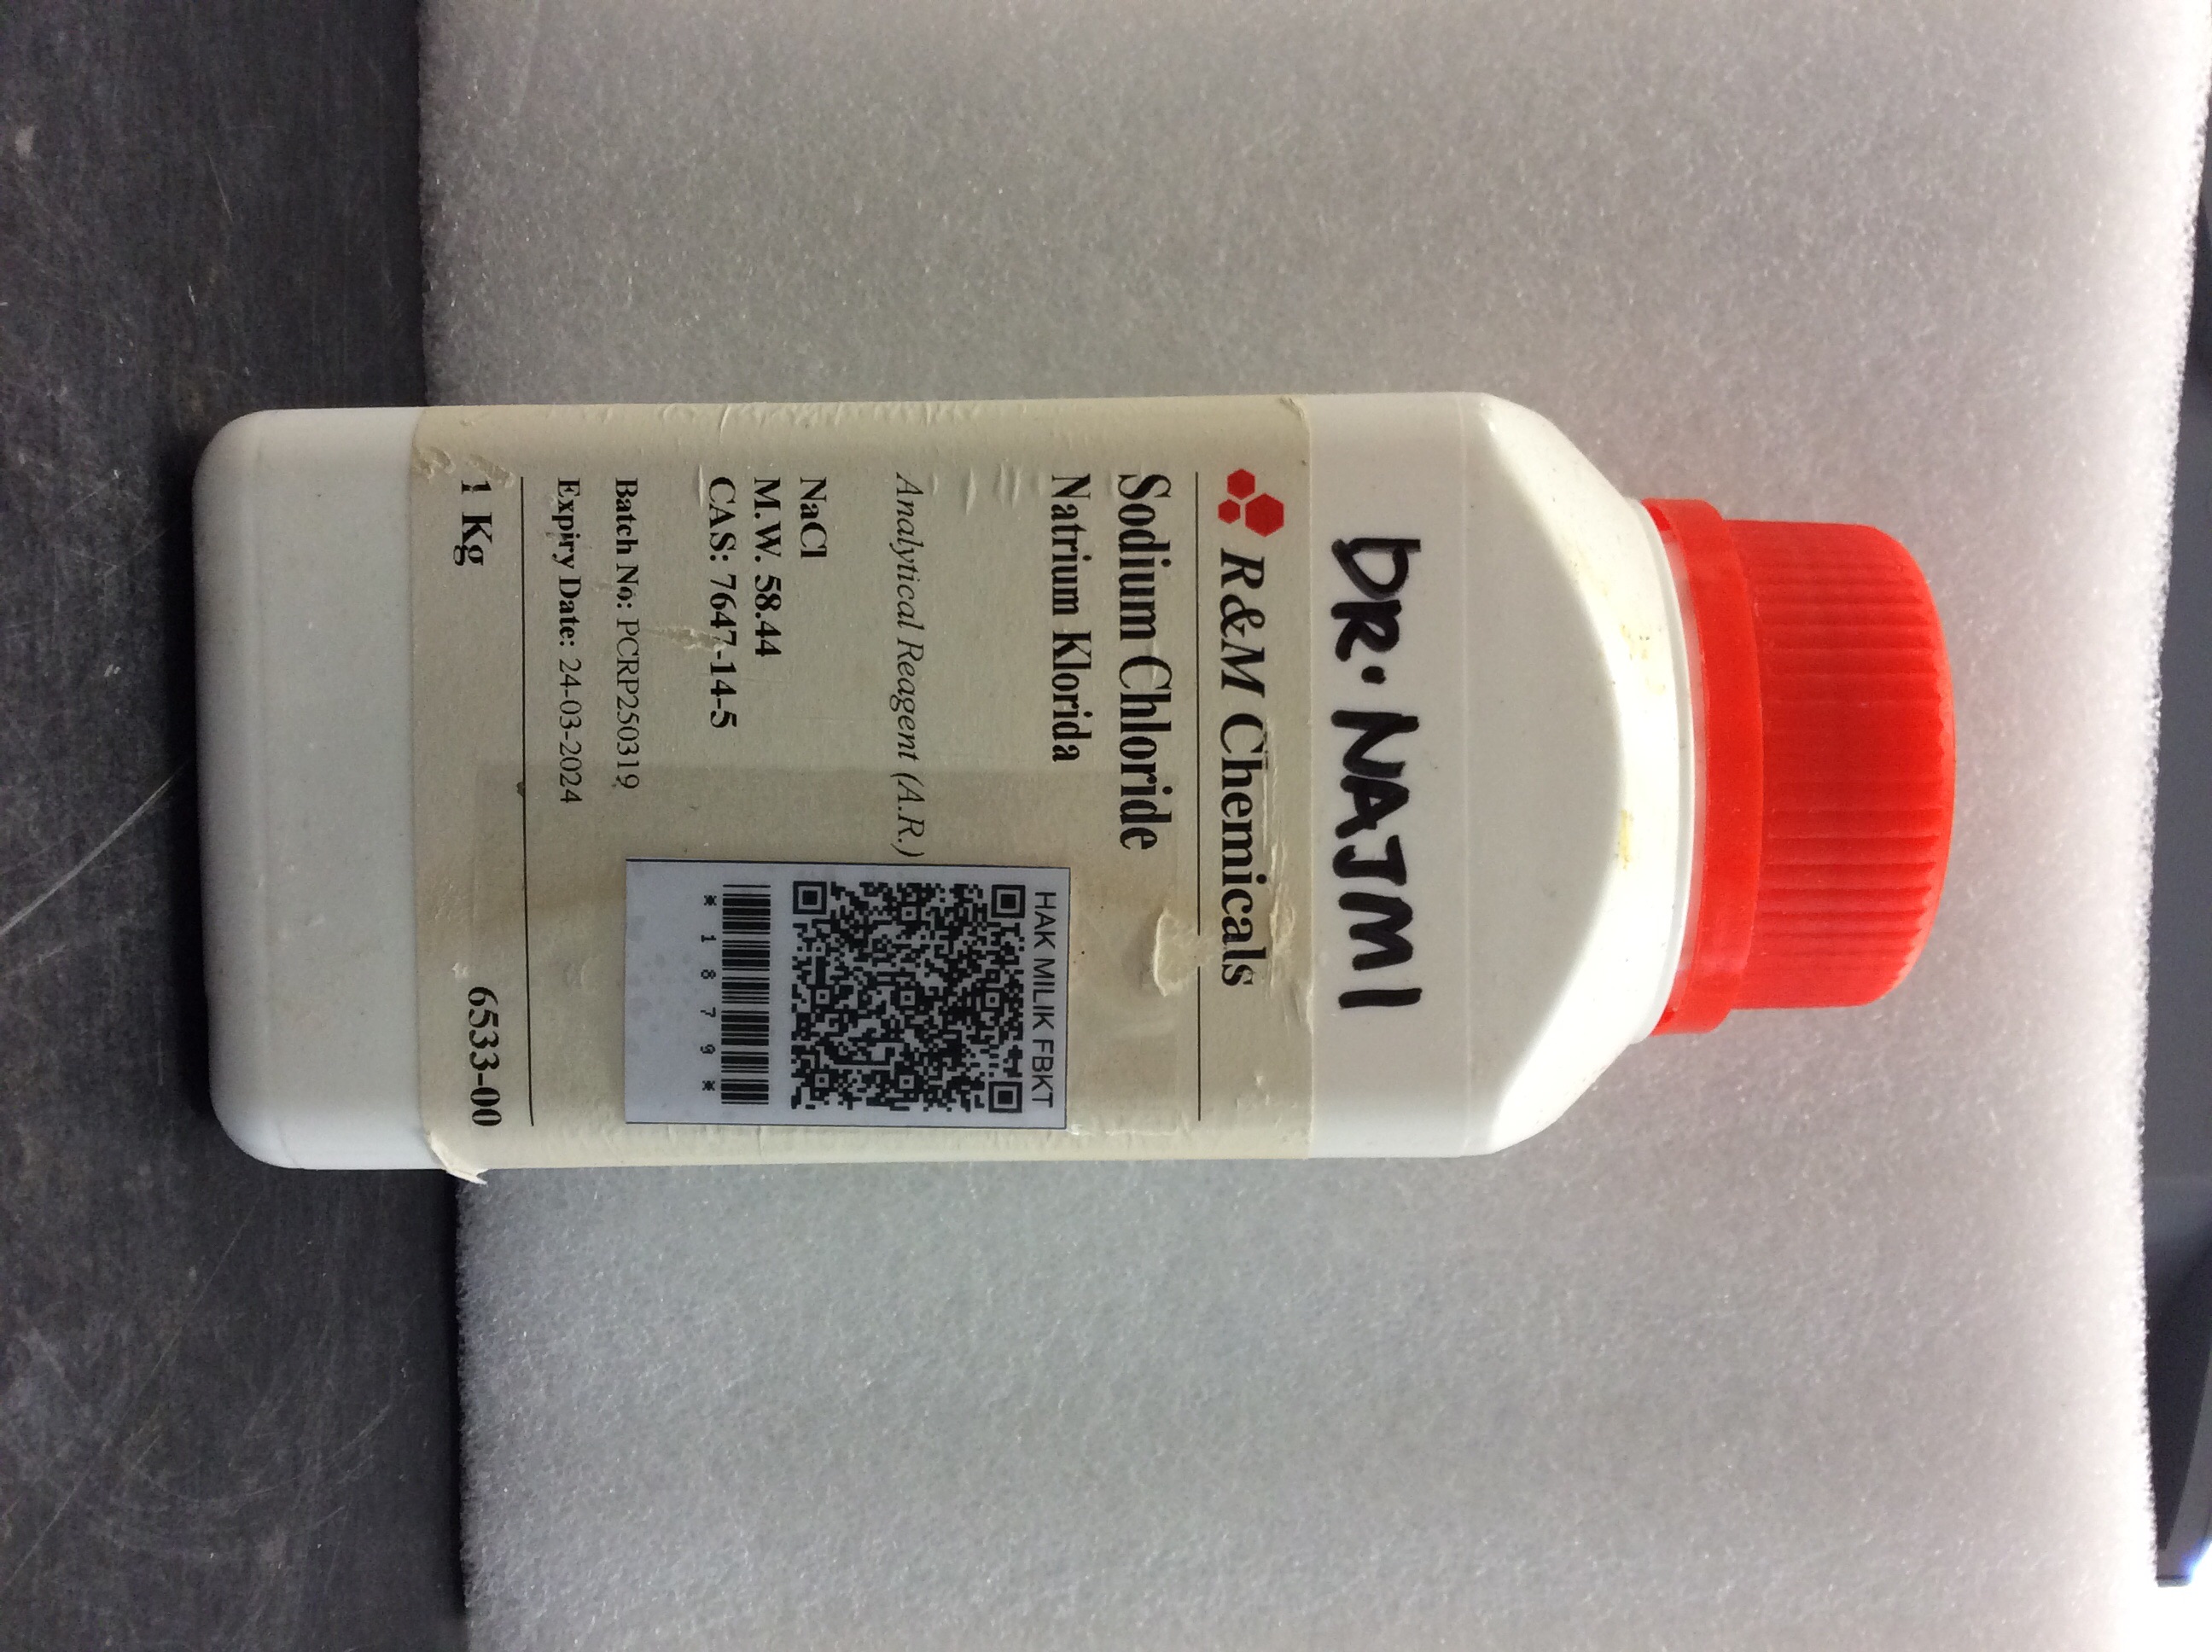 DR. NAJMI
R&M Chemicals
Sodium Chloride
Natrium Klorida
HAK MILIK FBKT
Analytical Reagent (A.R.)
NaCl
M.W. 58.44
CAS: 7647-14-5
*1879*
Batch No: PCRP250319
Expiry Date: 24-03-2024
1 Kg 6533-00